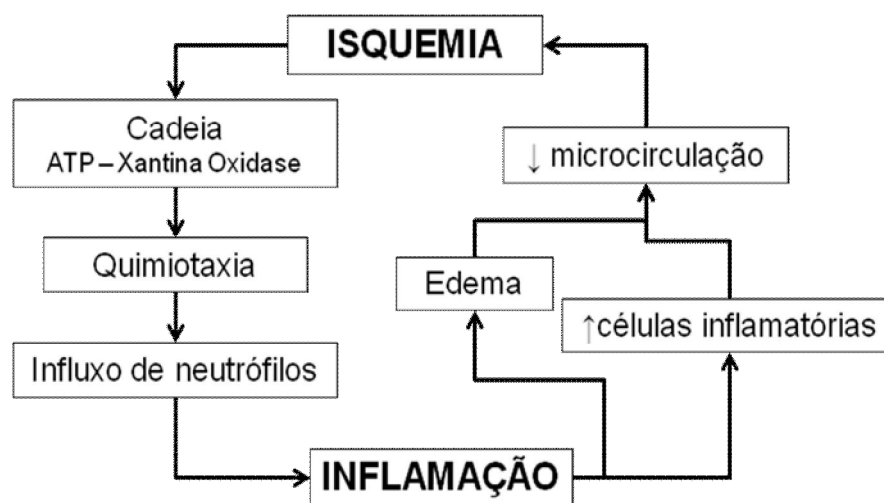 ISQUEMIA
Cadeia
ATP – Xantina Oxidase
Quimiotaxia
Influxo de neutrófilos
INFLAMAÇÃO
Edema
↑células inflamatórias
↓ microcirculação